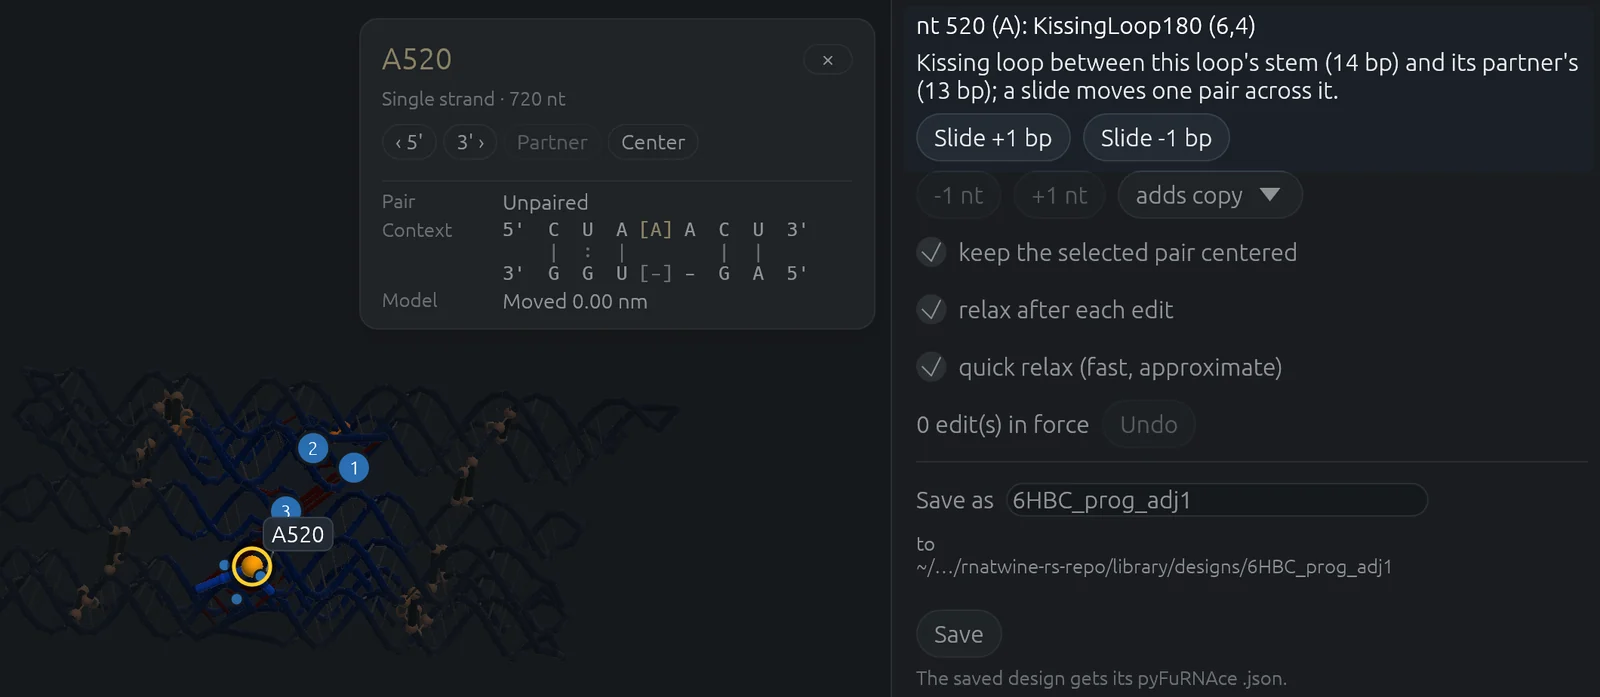 A520
×
Single strand · 720 nt
‹ 5' 3' › Partner Center
Pair Unpaired
Context 5' C U A [A] A C U 3'
| : | | |
3' G G U [–] – G A 5'
Model Moved 0.00 nm
2
1
3
A520
nt 520 (A): KissingLoop180 (6,4)
Kissing loop between this loop's stem (14 bp) and its partner's
(13 bp); a slide moves one pair across it.
Slide +1 bp Slide -1 bp
-1 nt +1 nt adds copy ▼
keep the selected pair centered
relax after each edit
quick relax (fast, approximate)
0 edit(s) in force Undo
Save as 6HBC_prog_adj1
to
~/…/rnatwine-rs-repo/library/designs/6HBC_prog_adj1
Save
The saved design gets its pyFuRNAce .json.